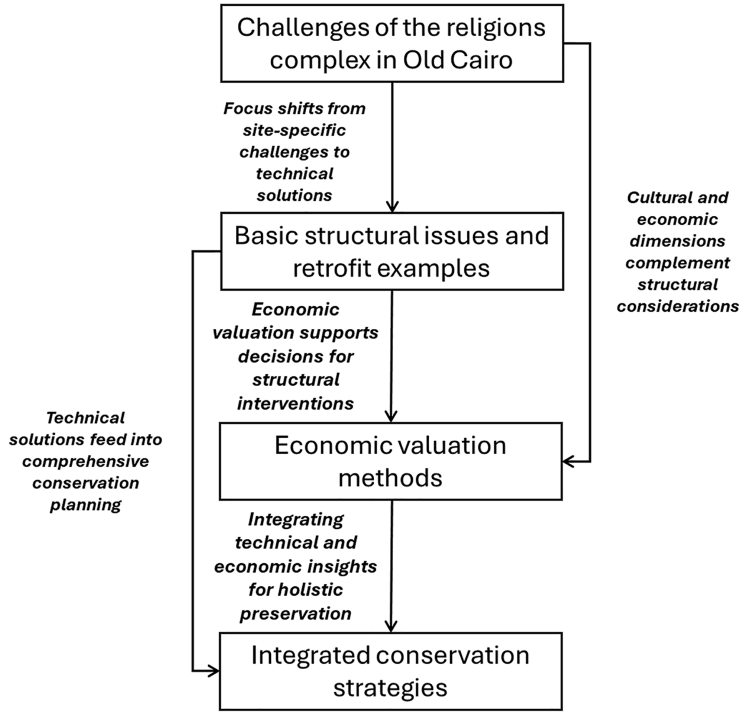 Challenges of the religions
complex in Old Cairo
Focus shifts from
site-specific
challenges to
technical
solutions
Cultural and
economic
dimensions
complement
structural
considerations
Basic structural issues and
retrofit examples
Economic
valuation supports
decisions for
structural
interventions
Technical
solutions feed into
comprehensive
conservation
planning
Economic valuation
methods
Integrating
technical and
economic insights
for holistic
preservation
Integrated conservation
strategies